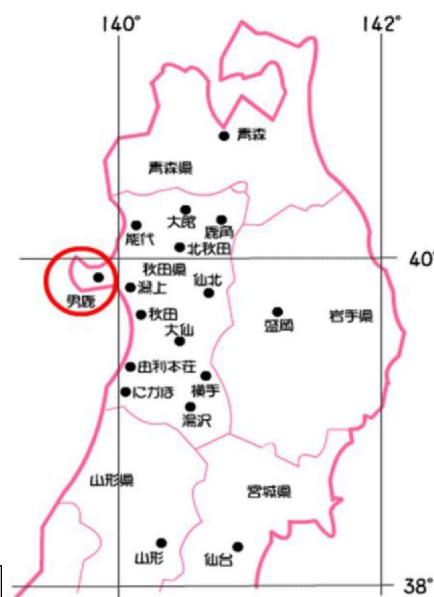 140°
142°
青森
青森県
大館
能代
鹿角
北秋田
40°
秋田県
仙北
男鹿
潟上
秋田
盛岡
岩手県
大仙
由利本荘
横手
にかほ
湯沢
山形県
宮城県
山形
仙台
38°